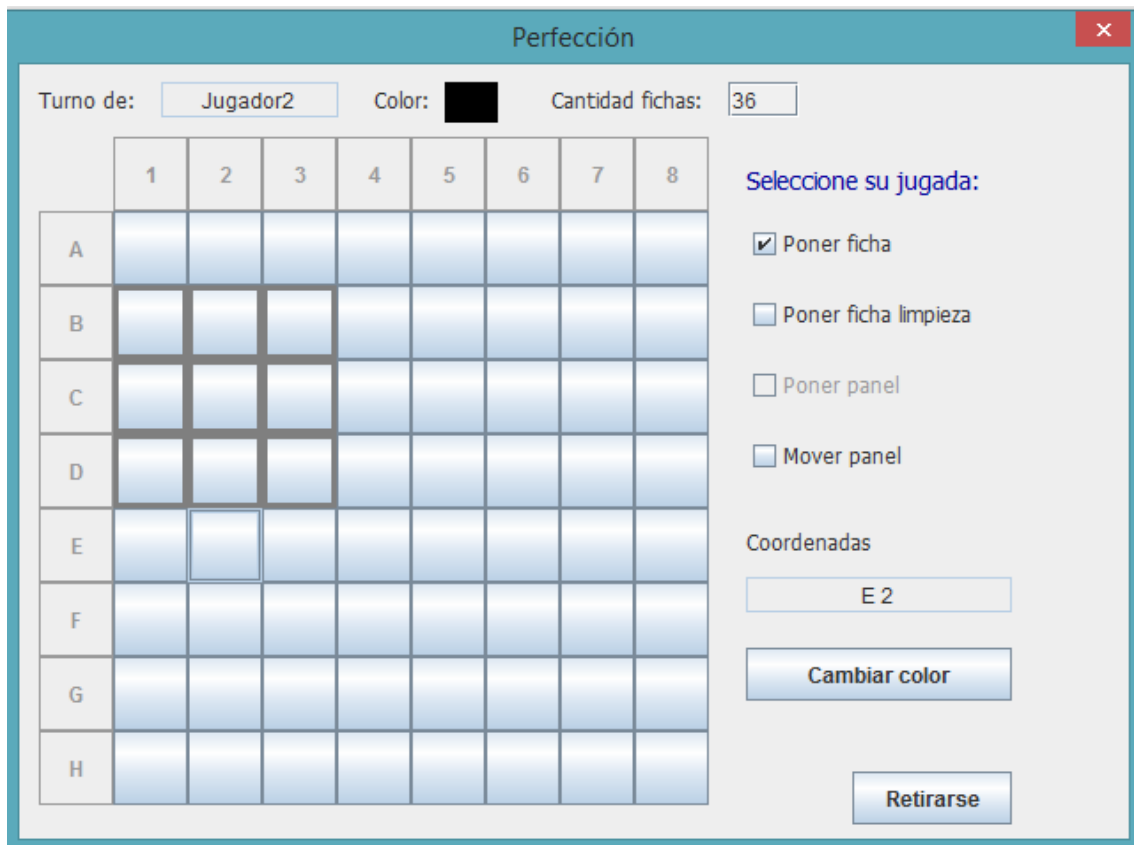 Perfección
Turno de: Jugador2 Color: Cantidad fichas: 36
1 2 3 4 5 6 7 8
Seleccione su jugada:
A
Poner ficha
B
Poner ficha limpieza
C
Poner panel
D
Mover panel
E
Coordenadas
E 2
F
Cambiar color
G
H
Retirarse